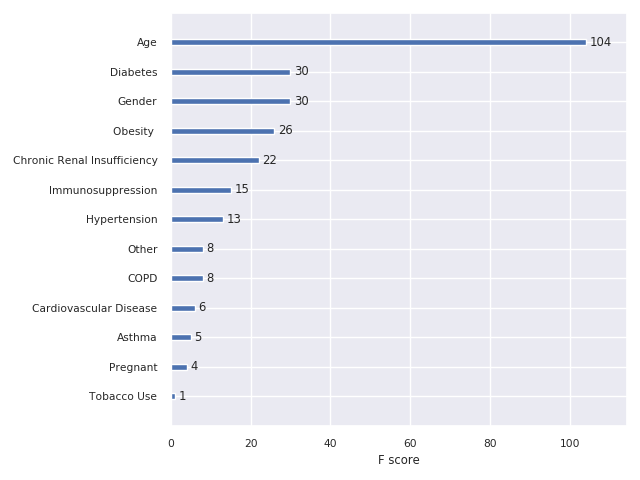 Age 104
Diabetes 30
Gender 30
Obesity 26
Chronic Renal Insufficiency 22
Immunosuppression 15
Hypertension 13
Other 8
COPD 8
Cardiovascular Disease 6
Asthma 5
Pregnant 4
Tobacco Use 1
0 20 40 60 80 100
F score